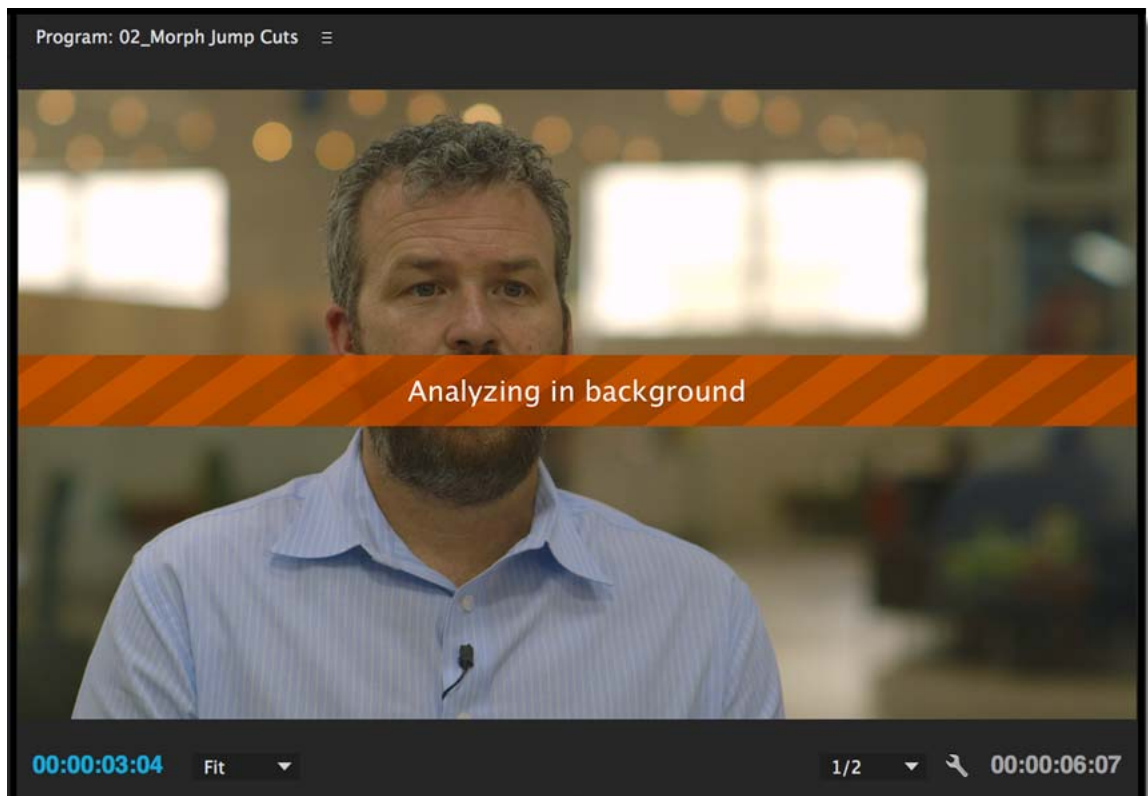 Program: 02_Morph Jump Cuts
Analyzing in background
00:00:03:04 Fit 1/2 00:00:06:07